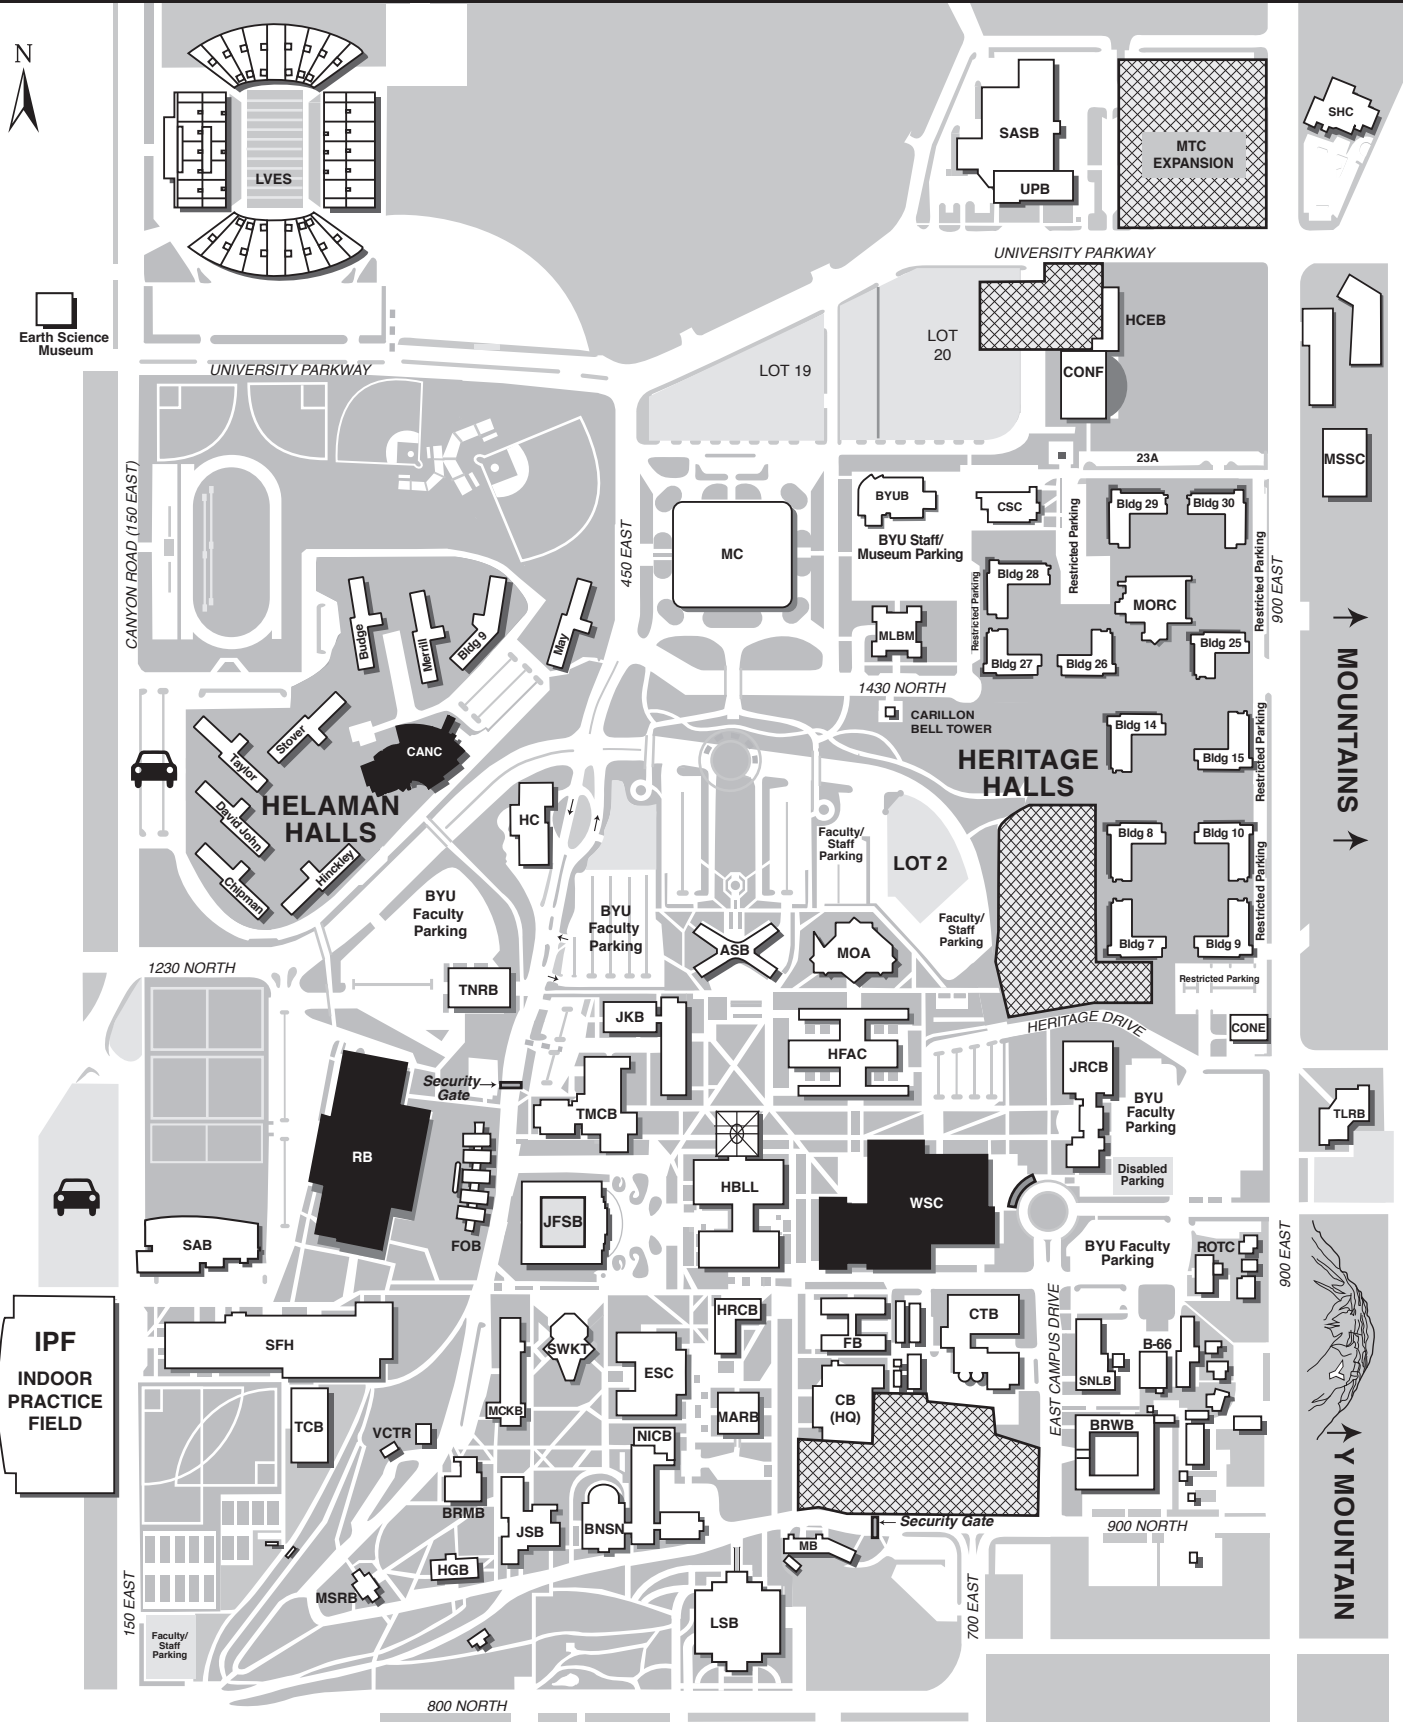 N
SHC
SASB
MTC
EXPANSION
LVES
UPB
UNIVERSITY PARKWAY
Earth Science
Museum
HCEB
LOT
20
UNIVERSITY PARKWAY
LOT 19
CONF
23A
MSSC
CANYON ROAD (150 EAST)
450 EAST
BYUB
CSC
Restricted Parking
Bldg 29
Bldg 30
MC
BYU Staff/
Museum Parking
Restricted Parking
900 EAST
Bldg 28
Restricted Parking
MORC
Budge
Merrill
Bldg 9
May
MLBM
Bldg 27
Bldg 26
Bldg 25
1430 NORTH
MOUNTAINS
CARILLON
BELL TOWER
Bldg 14
Restricted Parking
Stover
Taylor
CANC
HERITAGE
HALLS
Bldg 15
HELAMAN
HALLS
David John
HC
Faculty/
Staff
Parking
LOT 2
Bldg 8
Bldg 10
Restricted Parking
Chipman
Hinckley
BYU
Faculty
Parking
BYU
Faculty
Parking
Faculty/
Staff
Parking
ASB
MOA
Bldg 7
Bldg 9
1230 NORTH
TNRB
Restricted Parking
JKB
HERITAGE DRIVE
CONE
HFAC
JRCB
Security
Gate
TMCB
BYU
Faculty
Parking
TLRB
RB
HBLL
Disabled
Parking
WSC
JFSB
SAB
FOB
BYU Faculty
Parking
ROTC
900 EAST
IPF
INDOOR
PRACTICE
FIELD
SFH
HRCB
FB
CTB
EAST CAMPUS DRIVE
SWKT
ESC
B-66
SNLB
MCKB
MARB
CB
(HQ)
TCB
VCTR
NICB
BRWB
Y MOUNTAIN
BRMB
JSB
BNSN
Security Gate
900 NORTH
MB
HGB
MSRB
150 EAST
LSB
700 EAST
Faculty/
Staff
Parking
800 NORTH